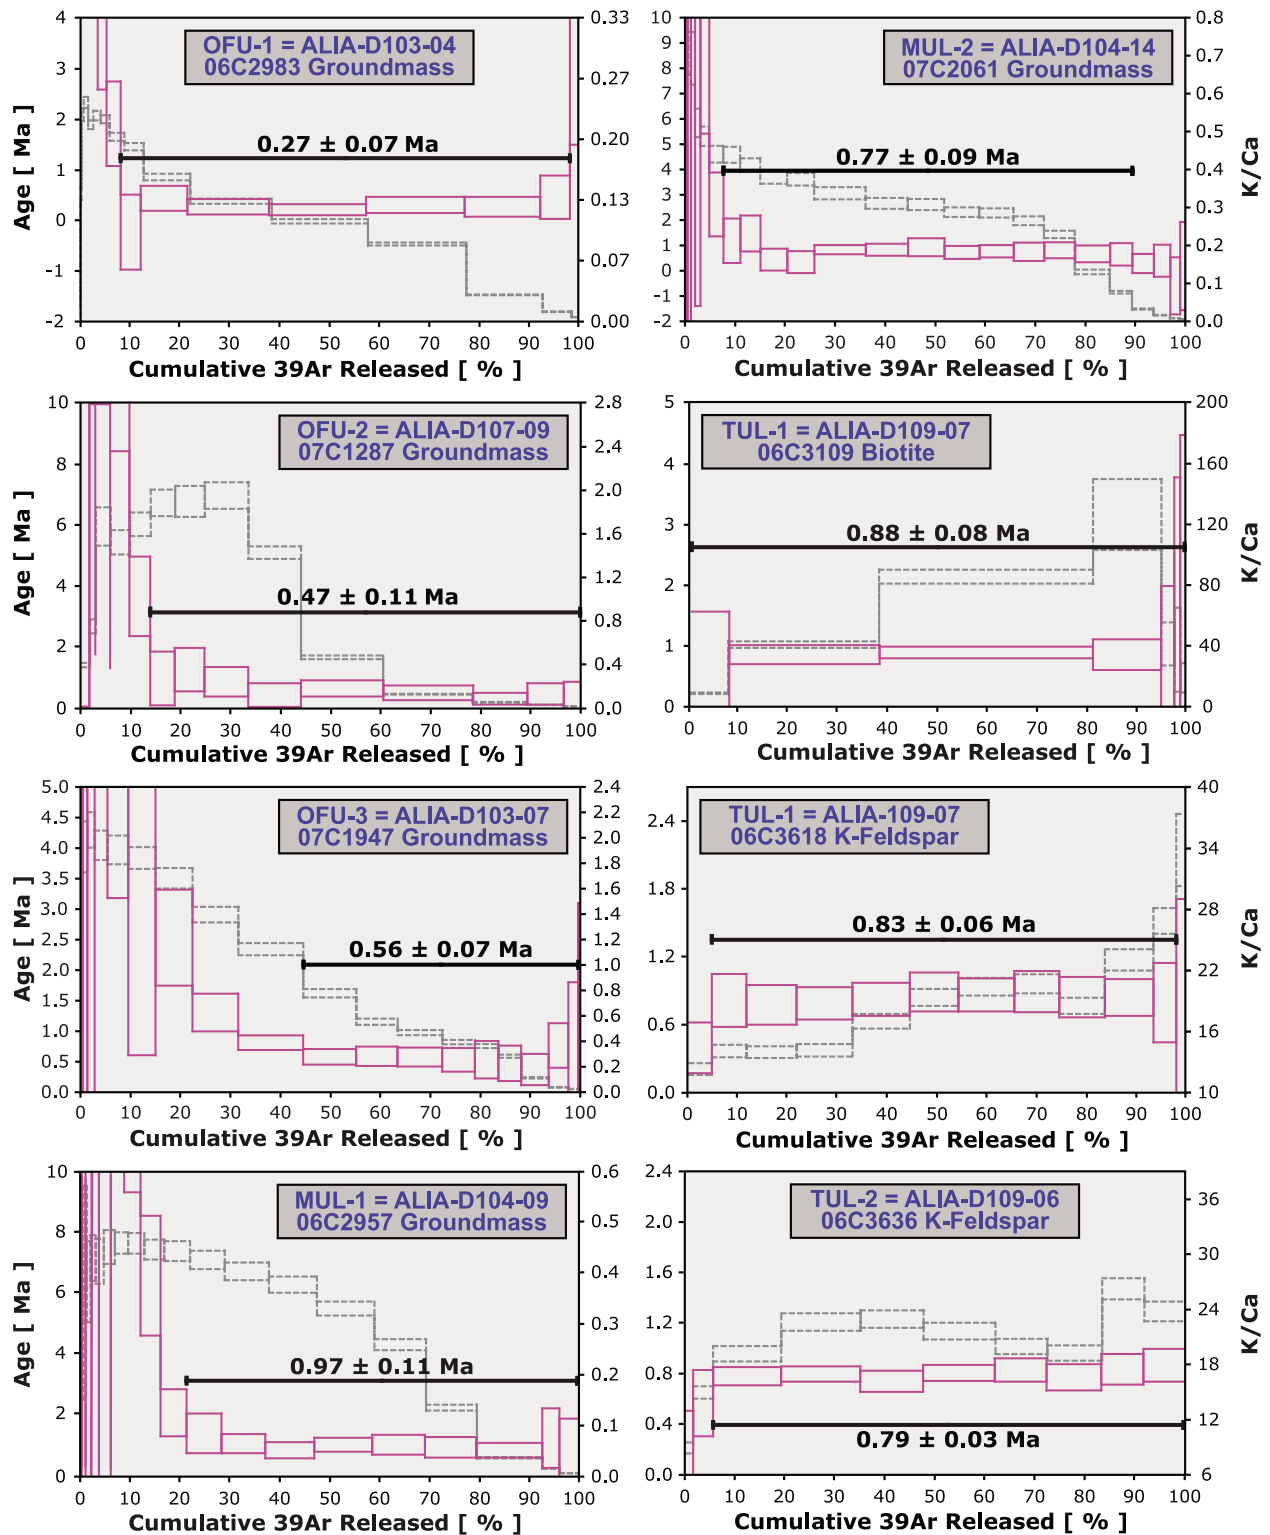 OFU-1 = ALIA-D103-04
06C2983 Groundmass
0.27 ± 0.07 Ma
Age [ Ma ]
4
3
2
1
0
-1
-2
0.33
0.27
0.20
0.13
0.07
0.00
0 10 20 30 40 50 60 70 80 90 100
Cumulative 39Ar Released [ % ]
MUL-2 = ALIA-D104-14
07C2061 Groundmass
0.77 ± 0.09 Ma
10
9
8
7
6
5
4
3
2
1
0
-1
-2
0.8
0.7
0.6
0.5
0.4
0.3
0.2
0.1
0.0
K/Ca
0 10 20 30 40 50 60 70 80 90 100
Cumulative 39Ar Released [ % ]
OFU-2 = ALIA-D107-09
07C1287 Groundmass
0.47 ± 0.11 Ma
Age [ Ma ]
10
8
6
4
2
0
2.8
2.4
2.0
1.6
1.2
0.8
0.4
0.0
0 10 20 30 40 50 60 70 80 90 100
Cumulative 39Ar Released [ % ]
TUL-1 = ALIA-D109-07
06C3109 Biotite
0.88 ± 0.08 Ma
5
4
3
2
1
0
200
160
120
80
40
0
K/Ca
0 10 20 30 40 50 60 70 80 90 100
Cumulative 39Ar Released [ % ]
OFU-3 = ALIA-D103-07
07C1947 Groundmass
0.56 ± 0.07 Ma
Age [ Ma ]
5.0
4.5
4.0
3.5
3.0
2.5
2.0
1.5
1.0
0.5
0.0
2.4
2.2
2.0
1.8
1.6
1.4
1.2
1.0
0.8
0.6
0.4
0.2
0.0
0 10 20 30 40 50 60 70 80 90 100
Cumulative 39Ar Released [ % ]
TUL-1 = ALIA-109-07
06C3618 K-Feldspar
0.83 ± 0.06 Ma
2.4
1.8
1.2
0.6
0.0
40
34
28
22
16
10
K/Ca
0 10 20 30 40 50 60 70 80 90 100
Cumulative 39Ar Released [ % ]
MUL-1 = ALIA-D104-09
06C2957 Groundmass
0.97 ± 0.11 Ma
Age [ Ma ]
10
8
6
4
2
0
0.6
0.5
0.4
0.3
0.2
0.1
0.0
0 10 20 30 40 50 60 70 80 90 100
Cumulative 39Ar Released [ % ]
TUL-2 = ALIA-D109-06
06C3636 K-Feldspar
0.79 ± 0.03 Ma
2.4
2.0
1.6
1.2
0.8
0.4
0.0
36
30
24
18
12
6
K/Ca
0 10 20 30 40 50 60 70 80 90 100
Cumulative 39Ar Released [ % ]